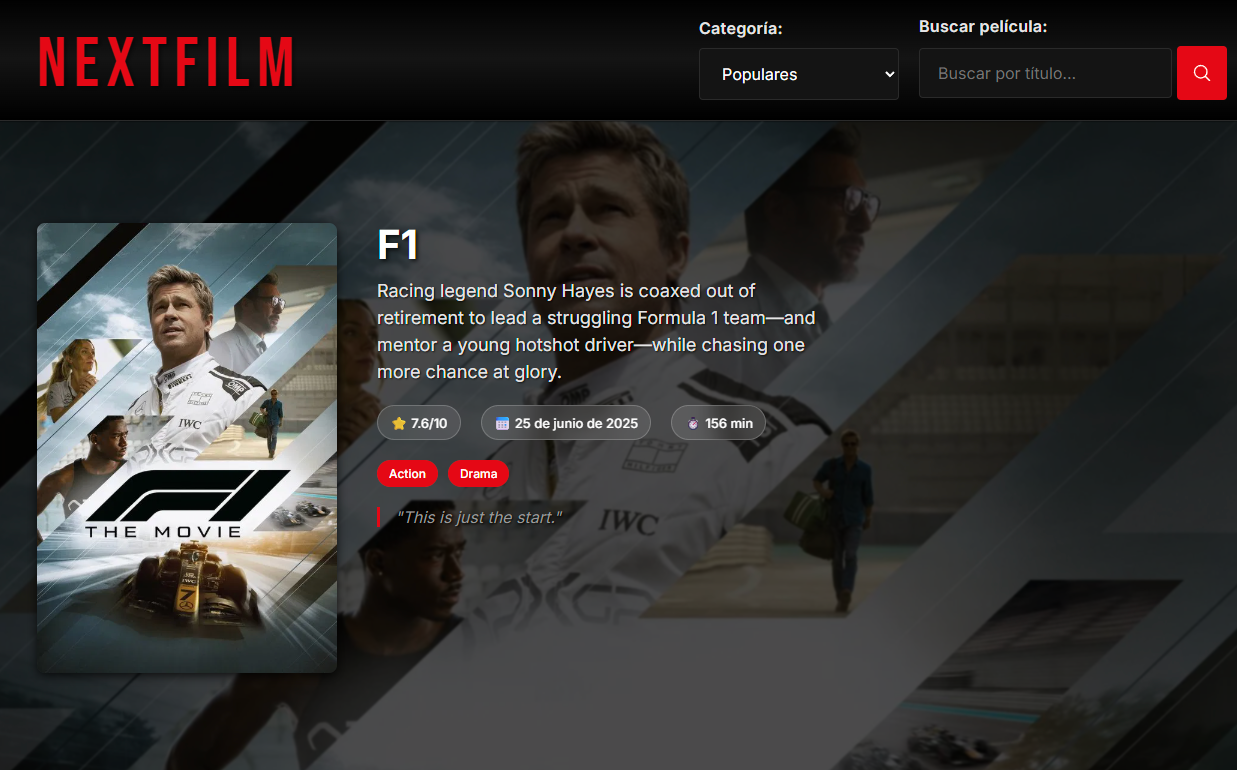 NEXTFILM
Categoría:
Populares
Buscar película:
Buscar por título...
F1
Racing legend Sonny Hayes is coaxed out of
retirement to lead a struggling Formula 1 team—and
mentor a young hotshot driver—while chasing one
more chance at glory.
7.6/10
25 de junio de 2025
156 min
Action
Drama
"This is just the start."
OMP
IWC
F1
THE MOVIE
7
IWC